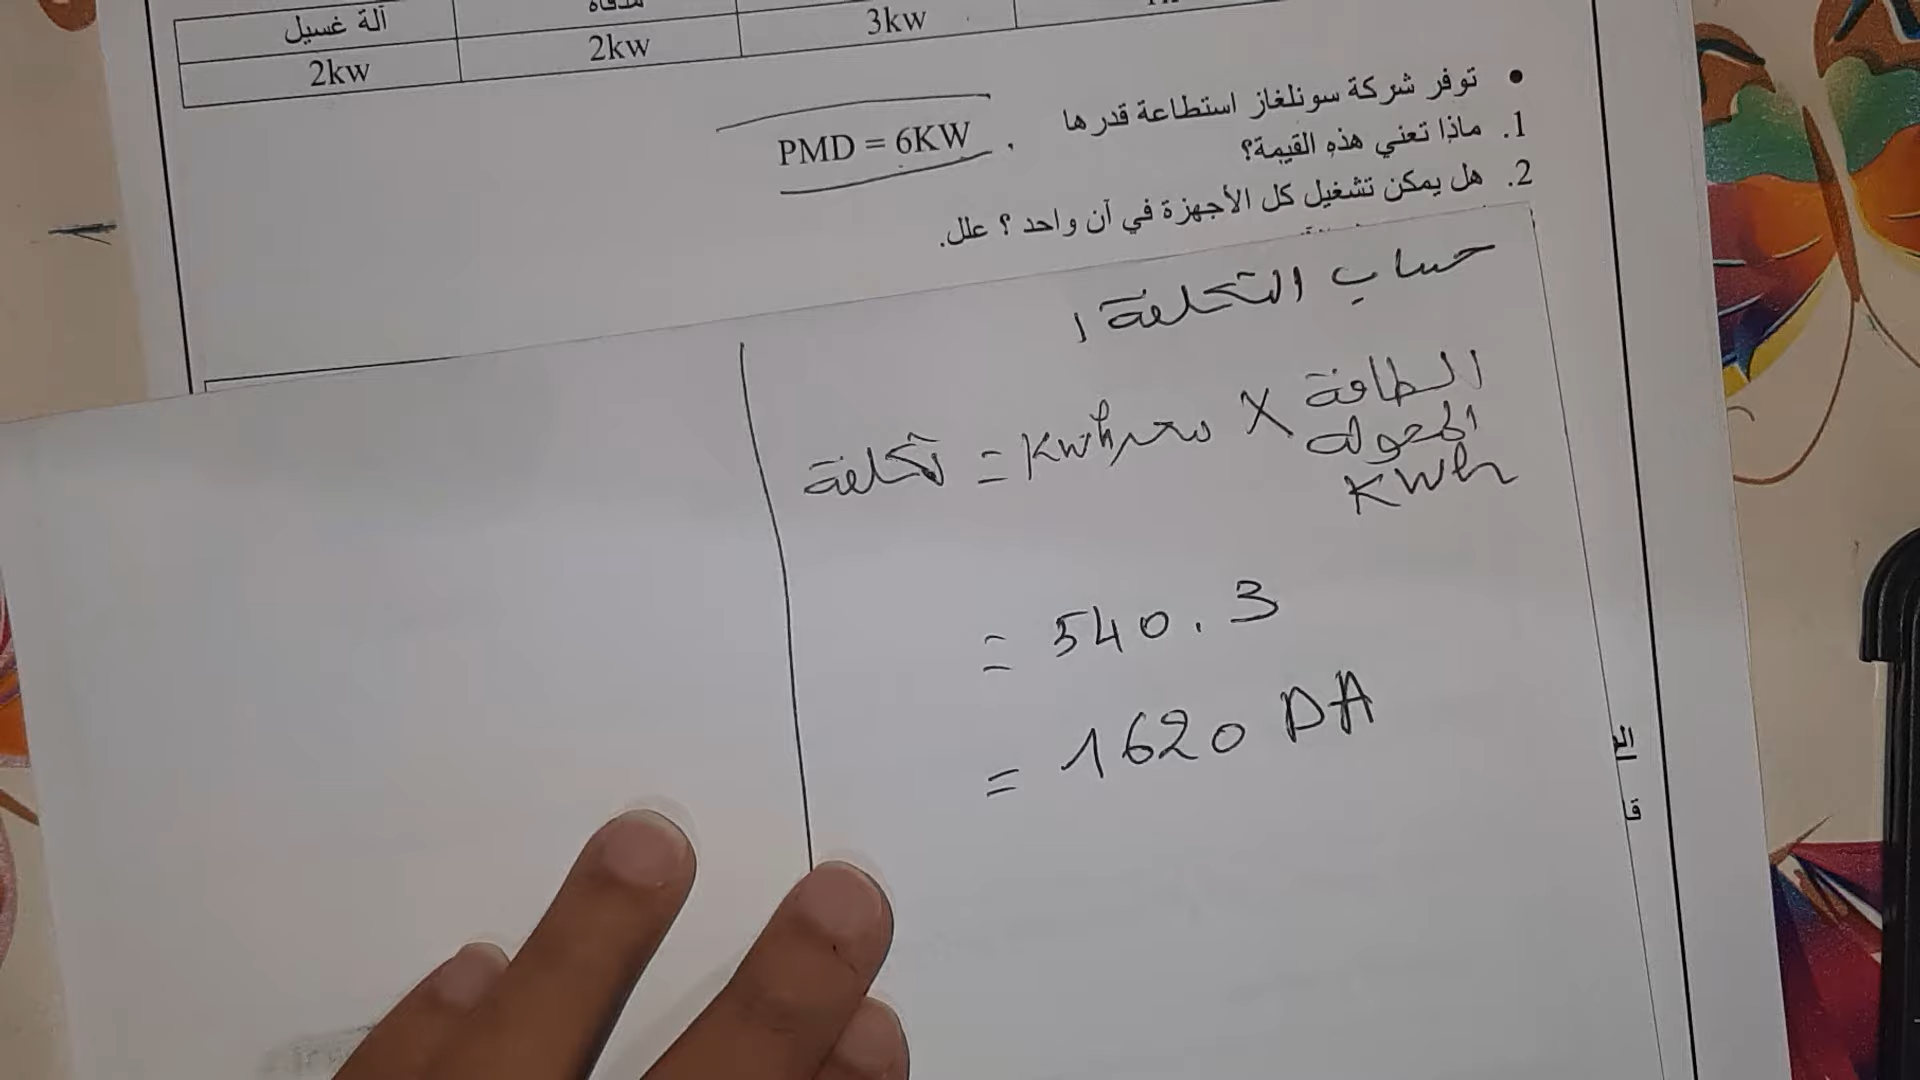 آلة غسيل
3kw
2kw
2kw
• توفر شركة سونلغاز استطاعة قدرها PMD = 6KW .
1. ماذا تعني هذه القيمة؟
2. هل يمكن تشغيل كل الأجهزة في آن واحد ؟ علل.
حساب التكلفة
الطاقة المحولة KWh X سعر KWh = تكلفة
= 540 . 3
= 1620 DA